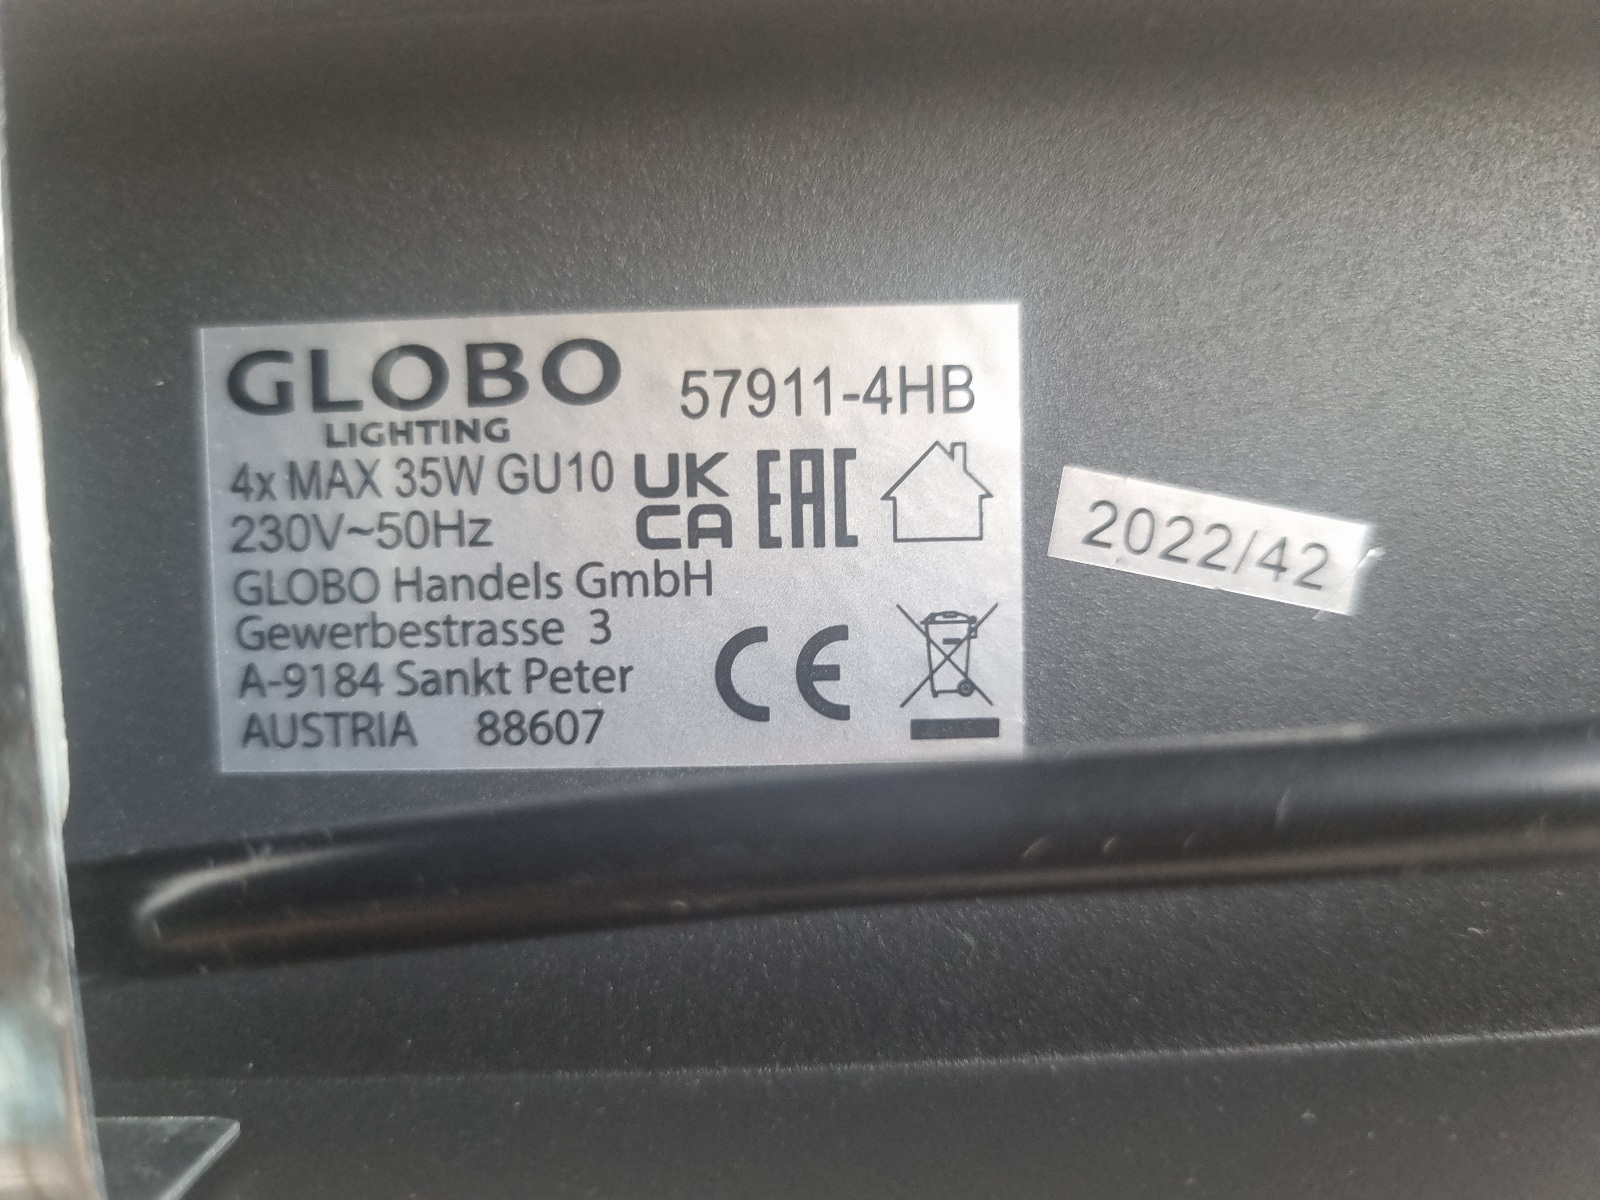 GLOBO
LIGHTING
57911-4HB
4x MAX 35W GU10
230V~50Hz
UK
CA
EAC
GLOBO Handels GmbH
Gewerbestrasse 3
A-9184 Sankt Peter
AUSTRIA 88607
CE
2022/42